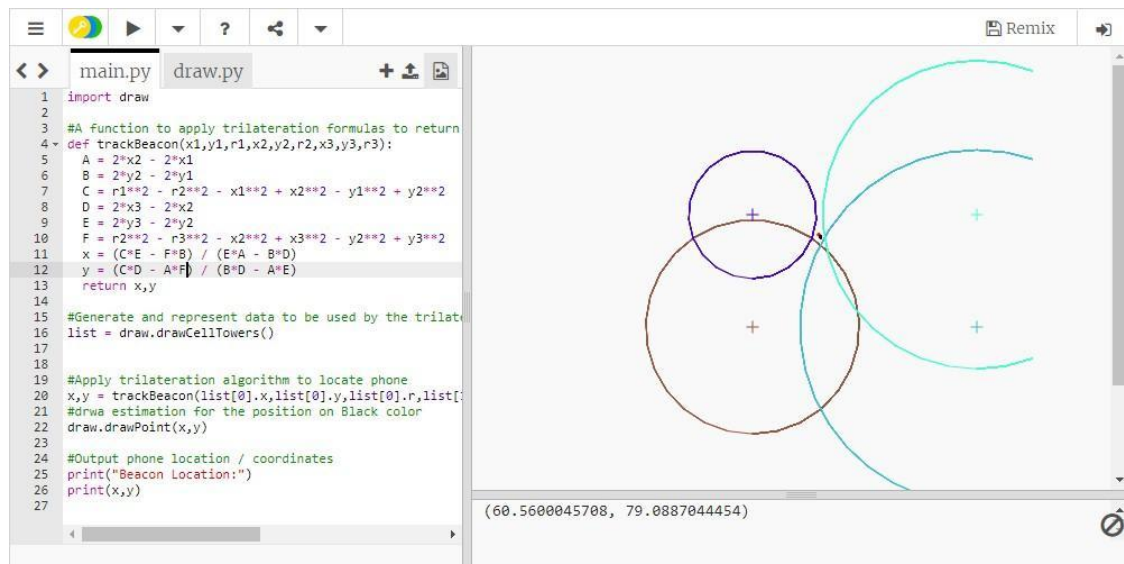 ? Remix
main.py draw.py
1 import draw
2
3 #A function to apply trilateration formulas to return
4 def trackBeacon(x1,y1,r1,x2,y2,r2,x3,y3,r3):
5 A = 2*x2 - 2*x1
6 B = 2*y2 - 2*y1
7 C = r1**2 - r2**2 - x1**2 + x2**2 - y1**2 + y2**2
8 D = 2*x3 - 2*x2
9 E = 2*y3 - 2*y2
10 F = r2**2 - r3**2 - x2**2 + x3**2 - y2**2 + y3**2
11 x = (C*E - F*B) / (E*A - B*D)
12 y = (C*D - A*F) / (B*D - A*E)
13 return x,y
14
15 #Generate and represent data to be used by the trilat
16 list = draw.drawCellTowers()
17
18
19 #Apply trilateration algorithm to locate phone
20 x,y = trackBeacon(list[0].x,list[0].y,list[0].r,list[
21 #drwa estimation for the position on Black color
22 draw.drawPoint(x,y)
23
24 #Output phone location / coordinates
25 print("Beacon Location:")
26 print(x,y)
27
(60.5600045708, 79.0887044454)